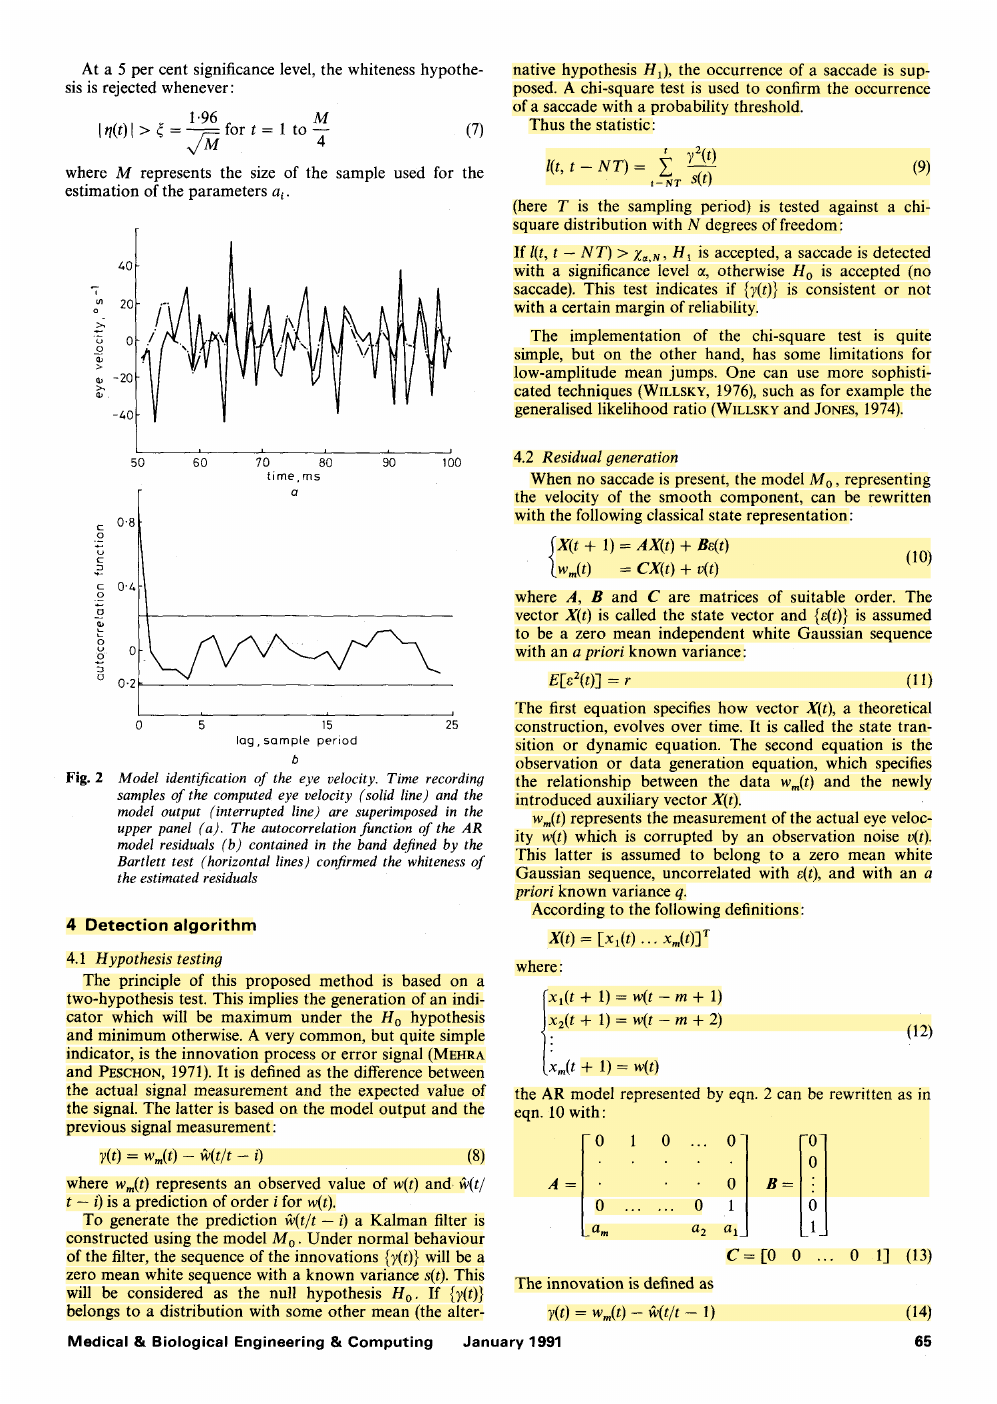 At a 5 per cent significance level, the whiteness hypothe-
sis is rejected whenever:
|η(t)| > ξ = 1·96/√M for t = 1 to M/4 (7)
where M represents the size of the sample used for the
estimation of the parameters aᵢ.
eye velocity, ° s⁻¹
40
20
0
-20
-40
50 60 70 80 90 100
time, ms
a
autocorrelation function
0·8
0·4
0
0·2
0 5 15 25
lag, sample period
b
Fig. 2 Model identification of the eye velocity. Time recording
samples of the computed eye velocity (solid line) and the
model output (interrupted line) are superimposed in the
upper panel (a). The autocorrelation function of the AR
model residuals (b) contained in the band defined by the
Bartlett test (horizontal lines) confirmed the whiteness of
the estimated residuals
4 Detection algorithm
4.1 Hypothesis testing
The principle of this proposed method is based on a
two-hypothesis test. This implies the generation of an indi-
cator which will be maximum under the H₀ hypothesis
and minimum otherwise. A very common, but quite simple
indicator, is the innovation process or error signal (MEHRA
and PESCHON, 1971). It is defined as the difference between
the actual signal measurement and the expected value of
the signal. The latter is based on the model output and the
previous signal measurement:
γ(t) = wₘ(t) − ŵ(t/t − i) (8)
where wₘ(t) represents an observed value of w(t) and ŵ(t/
t − i) is a prediction of order i for w(t).
To generate the prediction ŵ(t/t − i) a Kalman filter is
constructed using the model M₀. Under normal behaviour
of the filter, the sequence of the innovations {γ(t)} will be a
zero mean white sequence with a known variance s(t). This
will be considered as the null hypothesis H₀. If {γ(t)}
belongs to a distribution with some other mean (the alter-
native hypothesis H₁), the occurrence of a saccade is sup-
posed. A chi-square test is used to confirm the occurrence
of a saccade with a probability threshold.
Thus the statistic:
l(t, t − NT) = Σ_{t−NT}^{t} γ²(t)/s(t) (9)
(here T is the sampling period) is tested against a chi-
square distribution with N degrees of freedom:
If l(t, t − NT) > χ_{α,N}, H₁ is accepted, a saccade is detected
with a significance level α, otherwise H₀ is accepted (no
saccade). This test indicates if {γ(t)} is consistent or not
with a certain margin of reliability.
The implementation of the chi-square test is quite
simple, but on the other hand, has some limitations for
low-amplitude mean jumps. One can use more sophisti-
cated techniques (WILLSKY, 1976), such as for example the
generalised likelihood ratio (WILLSKY and JONES, 1974).
4.2 Residual generation
When no saccade is present, the model M₀, representing
the velocity of the smooth component, can be rewritten
with the following classical state representation:
X(t + 1) = AX(t) + Bε(t)
wₘ(t) = CX(t) + v(t) (10)
where A, B and C are matrices of suitable order. The
vector X(t) is called the state vector and {ε(t)} is assumed
to be a zero mean independent white Gaussian sequence
with an a priori known variance:
E[ε²(t)] = r (11)
The first equation specifies how vector X(t), a theoretical
construction, evolves over time. It is called the state tran-
sition or dynamic equation. The second equation is the
observation or data generation equation, which specifies
the relationship between the data wₘ(t) and the newly
introduced auxiliary vector X(t).
wₘ(t) represents the measurement of the actual eye veloc-
ity w(t) which is corrupted by an observation noise v(t).
This latter is assumed to belong to a zero mean white
Gaussian sequence, uncorrelated with ε(t), and with an a
priori known variance q.
According to the following definitions:
X(t) = [x₁(t) ... xₘ(t)]ᵀ
where:
x₁(t + 1) = w(t − m + 1)
x₂(t + 1) = w(t − m + 2)
⋮ (12)
xₘ(t + 1) = w(t)
the AR model represented by eqn. 2 can be rewritten as in
eqn. 10 with:
0 1 0 ... 0 0
. . . . . 0
A = . . . 0 B = ⋮
0 ... ... 0 1 0
aₘ a₂ a₁ 1
C = [0 0 ... 0 1] (13)
The innovation is defined as
γ(t) = wₘ(t) − ŵ(t/t − 1) (14)
Medical & Biological Engineering & Computing January 1991 65